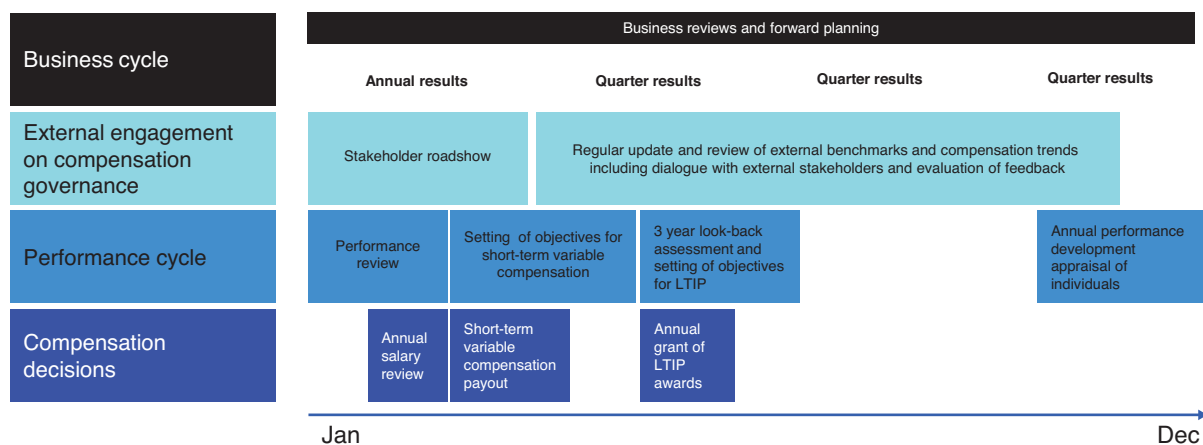 Business cycle
Business reviews and forward planning
Annual results
Quarter results
Quarter results
Quarter results
External engagement
on compensation
governance
Stakeholder roadshow
Regular update and review of external benchmarks and compensation trends
including dialogue with external stakeholders and evaluation of feedback
Performance cycle
Performance
review
Setting of objectives for
short-term variable
compensation
3 year look-back
assessment and
setting of objectives
for LTIP
Annual performance
development
appraisal of
individuals
Compensation
decisions
Annual
salary
review
Short-term
variable
compensation
payout
Annual
grant of
LTIP
awards
Jan
Dec